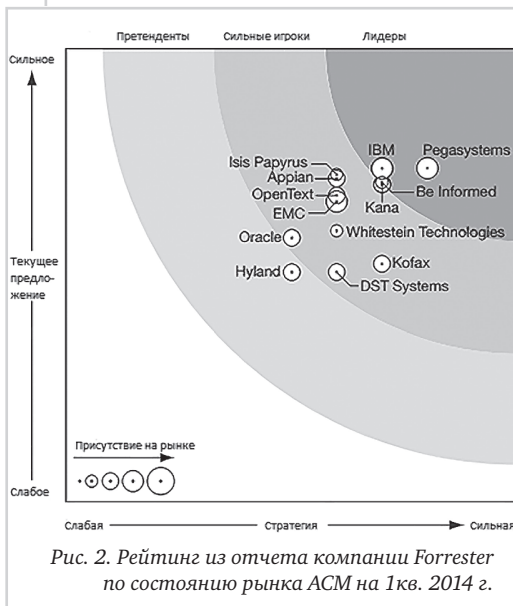 Претенденты Сильные игроки Лидеры
Сильное
IBM Pegasystems
Isis Papyrus
Appian
Be Informed
OpenText
Kana
EMC
Whitestein Technologies
Oracle
Текущее
предло-
жение
Kofax
Hyland
DST Systems
Присутствие на рынке
Слабое
Слабая Стратегия Сильная
Рис. 2. Рейтинг из отчета компании Forrester
по состоянию рынка ACM на 1кв. 2014 г.